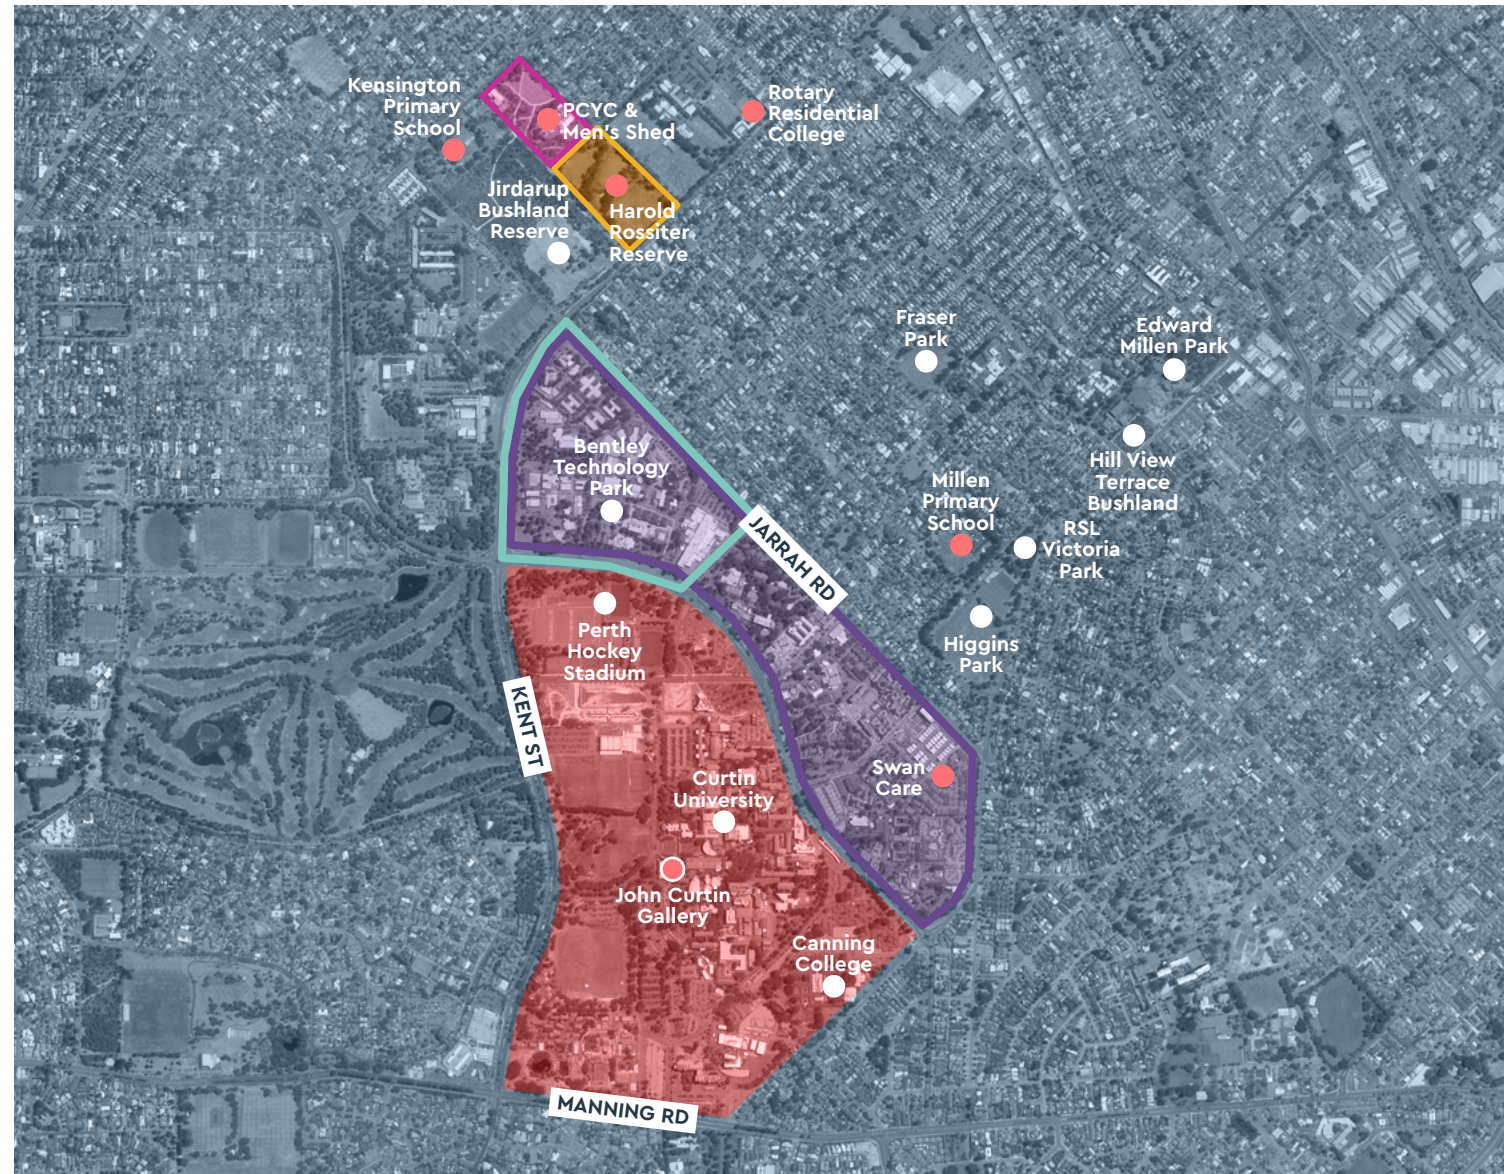 Kensington
Primary
School
PCYC &
Men's Shed
Rotary
Residential
College
Jirdarup
Bushland
Reserve
Harold
Rossiter
Reserve
Fraser
Park
Edward
Millen Park
Bentley
Technology
Park
Hill View
Terrace
Bushland
Millen
Primary
School
RSL
Victoria
Park
JARRAH RD
Perth
Hockey
Stadium
Higgins
Park
KENT ST
Swan
Care
Curtin
University
John Curtin
Gallery
Canning
College
MANNING RD